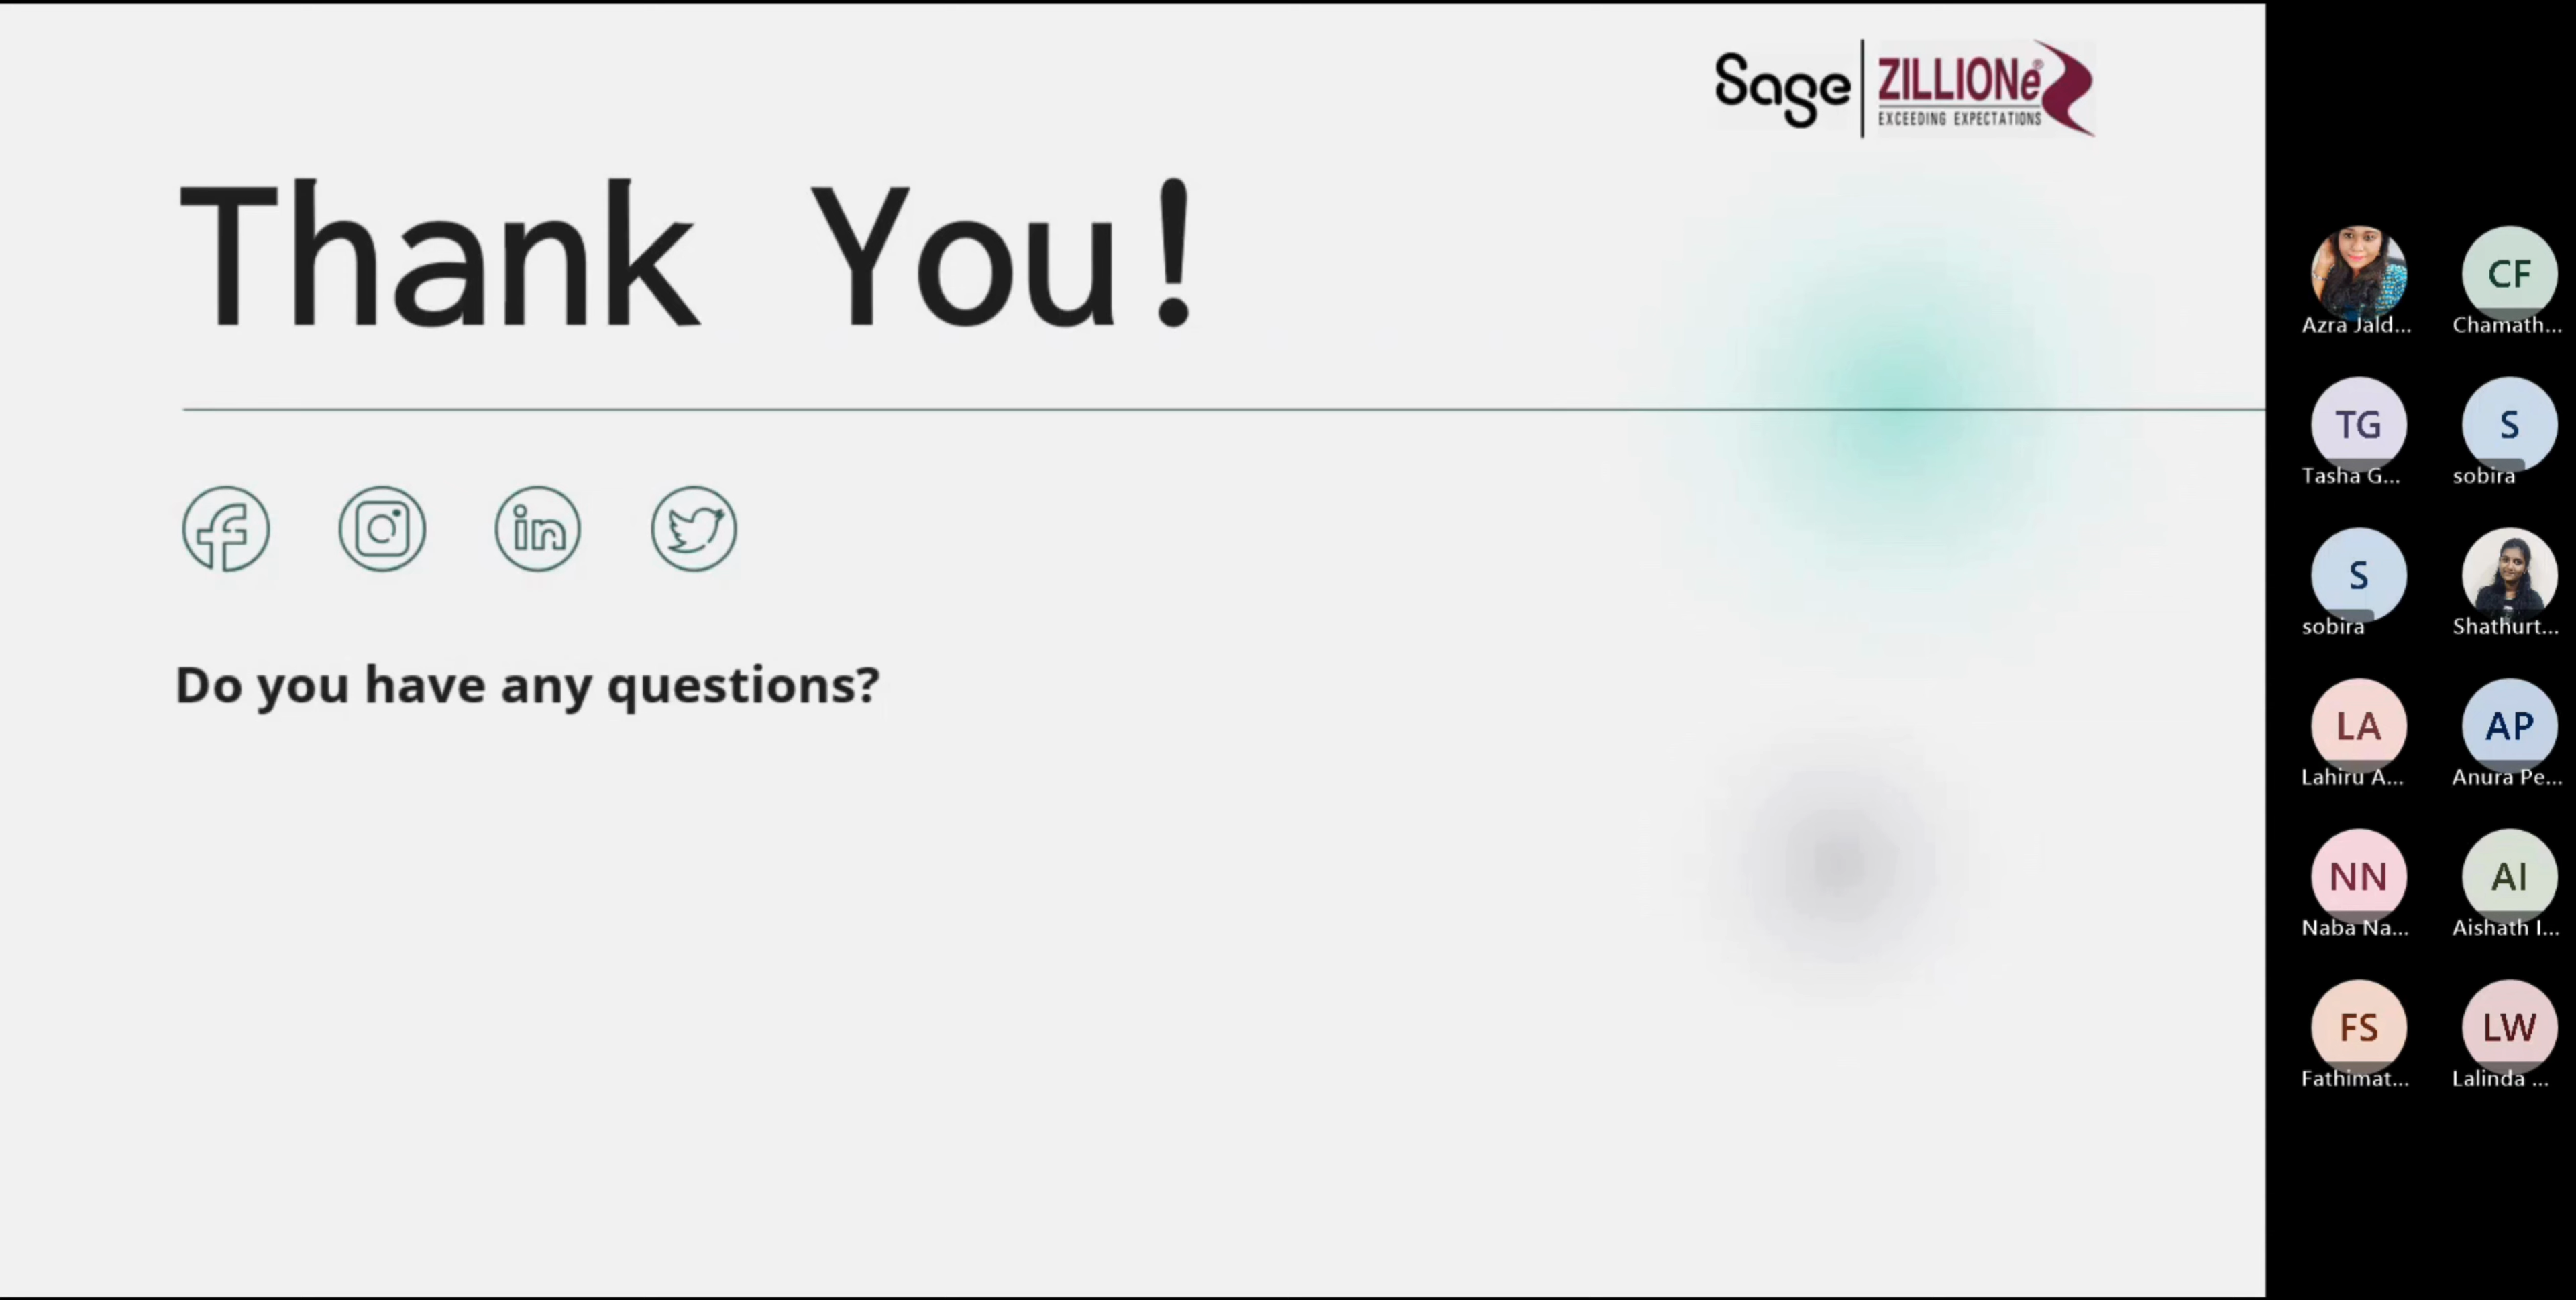 Sage
ZILLIONe®
EXCEEDING EXPECTATIONS
Thank You!
in
Do you have any questions?
CF
Azra Jald... Chamath...
TG S
Tasha G... sobira
S
sobira Shathurt...
LA AP
Lahiru A... Anura Pe...
NN AI
Naba Na... Aishath I...
FS LW
Fathimat... Lalinda ...